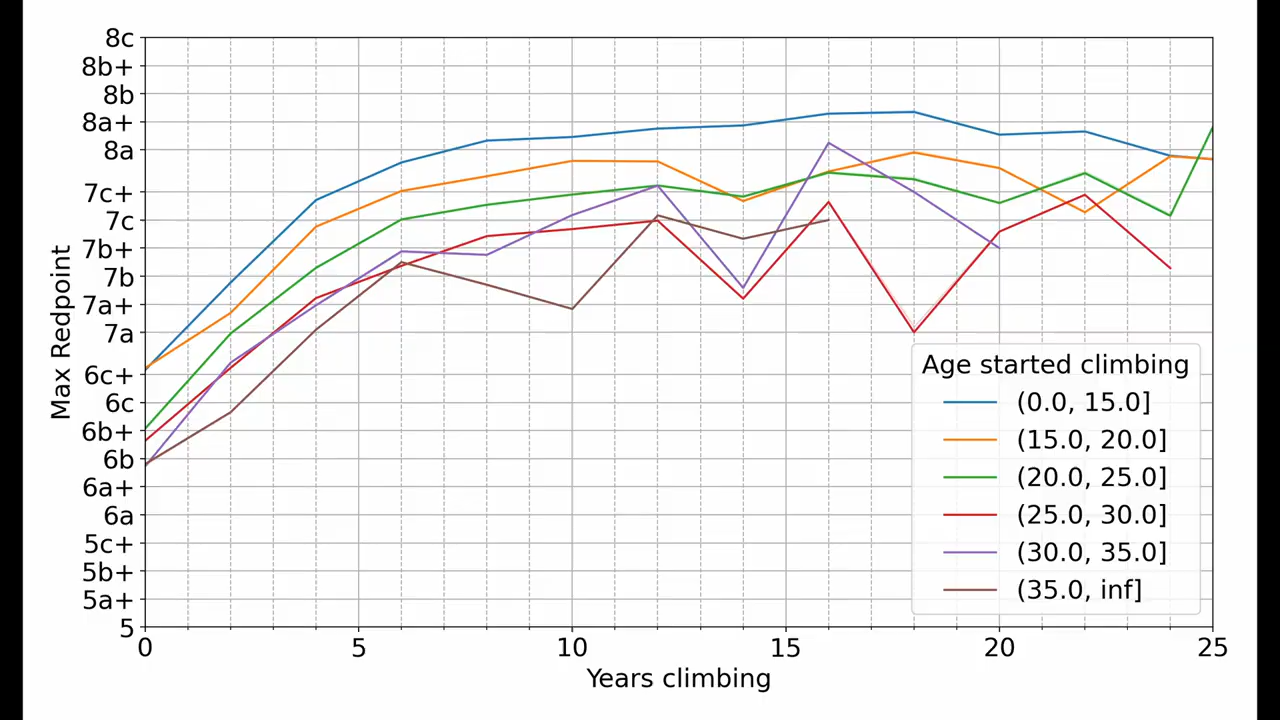 8c
8b+
8b
8a+
8a
7c+
7c
7b+
7b
7a+
7a
6c+
6c
6b+
6b
6a+
6a
5c+
5b+
5a+
5
Max Redpoint
0 5 10 15 20 25
Years climbing
Age started climbing
(0.0, 15.0]
(15.0, 20.0]
(20.0, 25.0]
(25.0, 30.0]
(30.0, 35.0]
(35.0, inf]